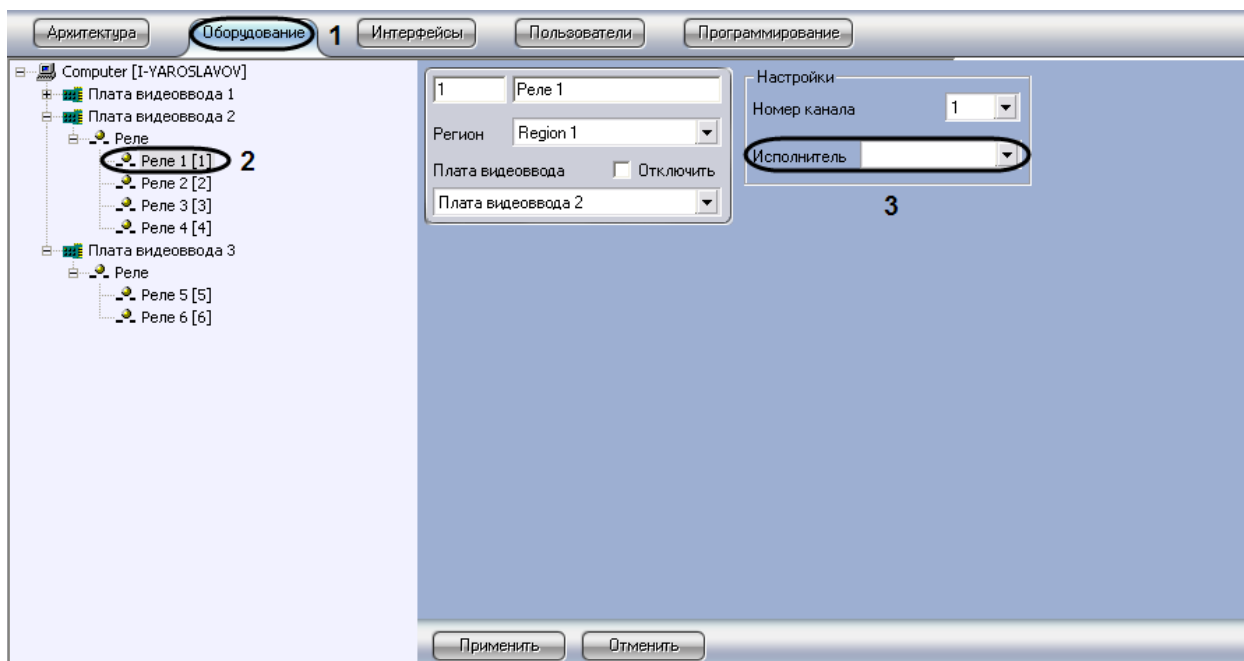 Архитектура
Оборудование
1
Интерфейсы
Пользователи
Программирование
Computer [I-YAROSLAVOV]
Плата видеоввода 1
Плата видеоввода 2
Реле
Реле 1 [1]
2
Реле 2 [2]
Реле 3 [3]
Реле 4 [4]
Плата видеоввода 3
Реле
Реле 5 [5]
Реле 6 [6]
1
Реле 1
Регион
Region 1
Плата видеоввода
Отключить
Плата видеоввода 2
Настройки
Номер канала
1
Исполнитель
3
Применить
Отменить